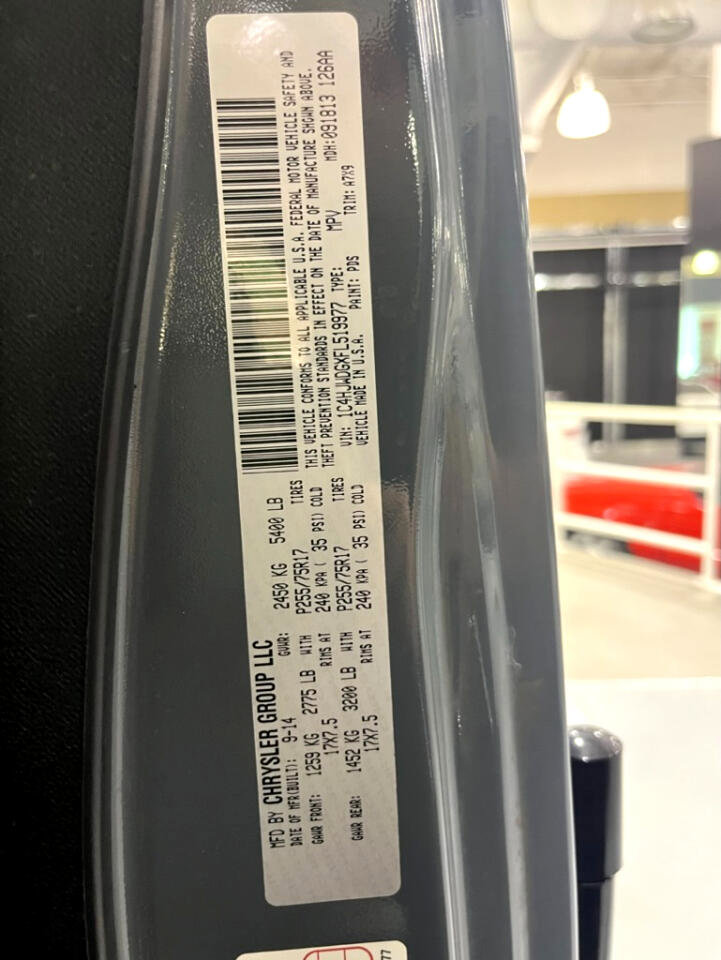 MFD BY CHRYSLER GROUP LLC
DATE OF MFR(BUILT): 9-14 GVWR: 2450 KG 5400 LB
GAWR FRONT: 1259 KG 2775 LB WITH P255/75R17 TIRES
17X7.5 RIMS AT 240 KPA ( 35 PSI) COLD
GAWR REAR: 1452 KG 3200 LB WITH P255/75R17 TIRES
17X7.5 RIMS AT 240 KPA ( 35 PSI) COLD
THIS VEHICLE CONFORMS TO ALL APPLICABLE U.S.A. FEDERAL MOTOR VEHICLE SAFETY AND
THEFT PREVENTION STANDARDS IN EFFECT ON THE DATE OF MANUFACTURE SHOWN ABOVE.
VIN: 1C4HJWDGXFL519977 TYPE: MPV MDH:091813 126AA
VEHICLE MADE IN U.S.A. PAINT: PDS TRIM: A7X9
77